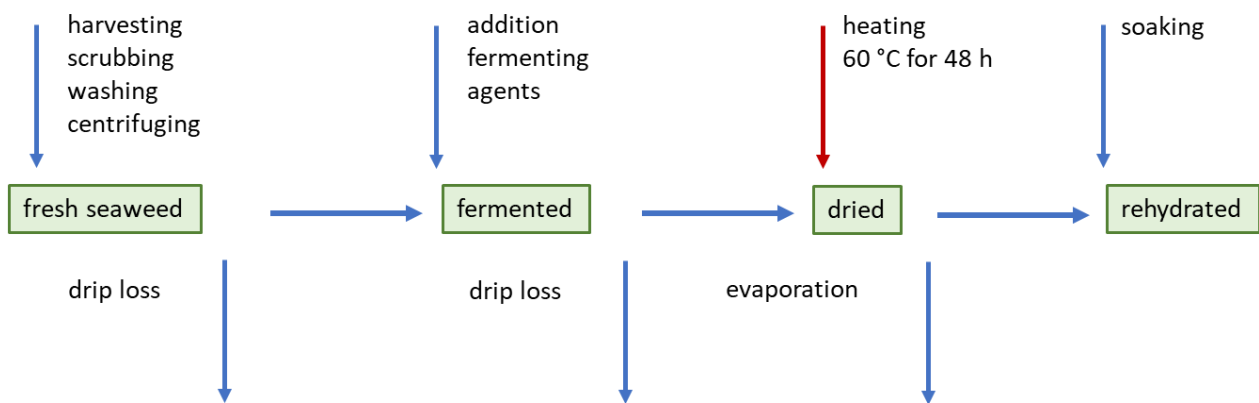 harvesting
scrubbing
washing
centrifuging
addition
fermenting
agents
heating
60 °C for 48 h
soaking
fresh seaweed
fermented
dried
rehydrated
drip loss
drip loss
evaporation